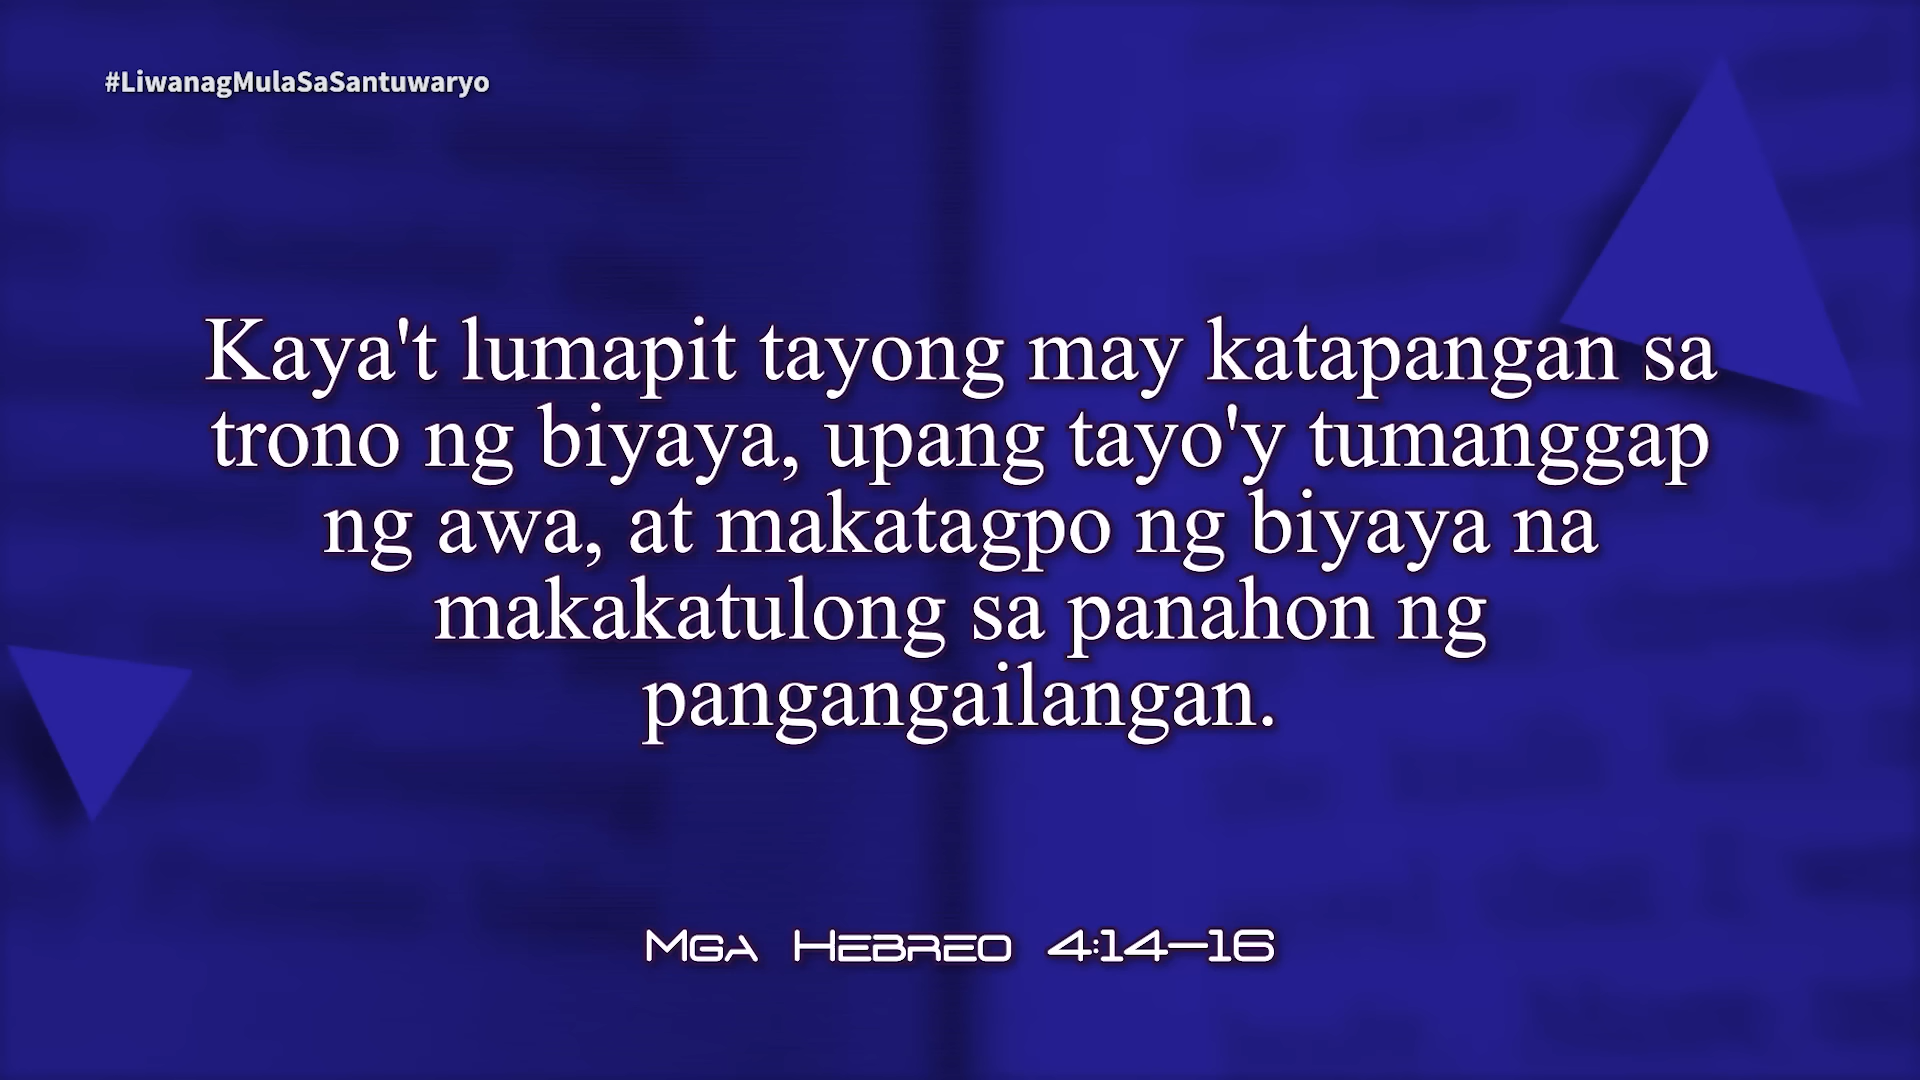 #LiwanagMulaSaSantuwaryo
Kaya't lumapit tayong may katapangan sa
trono ng biyaya, upang tayo'y tumanggap
ng awa, at makatagpo ng biyaya na
makakatulong sa panahon ng
pangangailangan.
Mga Hebreo 4:14–16